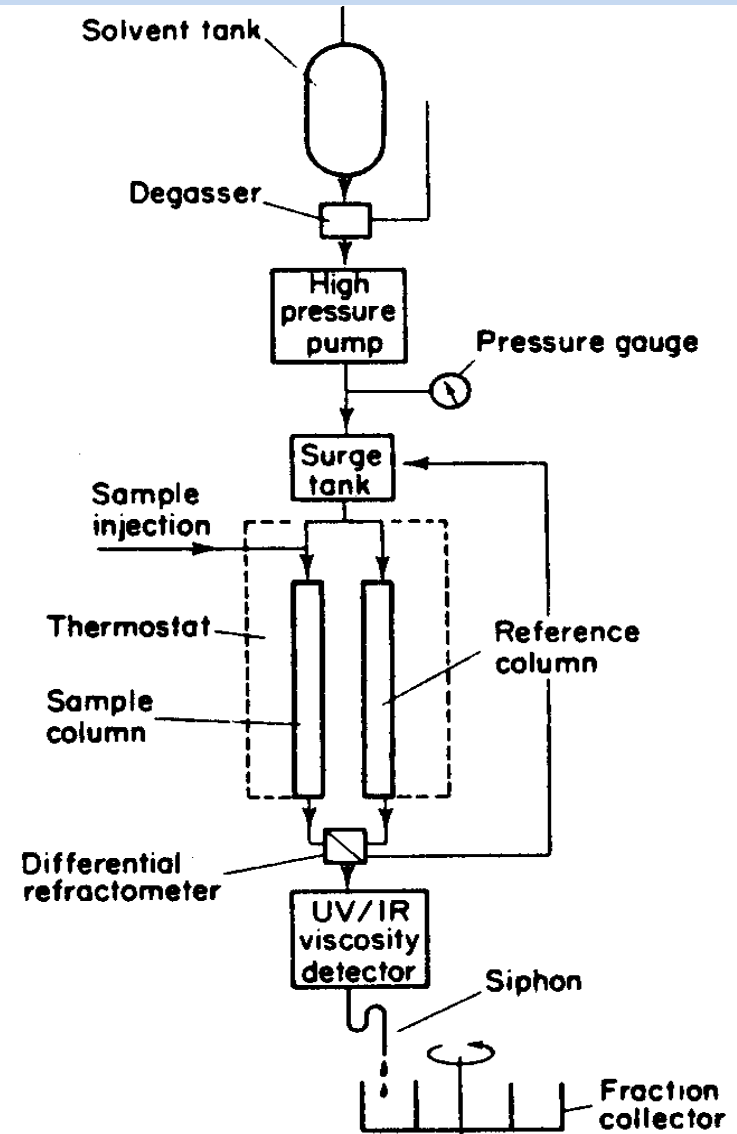 Solvent tank
Degasser
High
pressure
pump
Pressure gauge
Surge
tank
Sample
injection
Thermostat
Reference
column
Sample
column
Differential
refractometer
UV/IR
viscosity
detector
Siphon
Fraction
collector